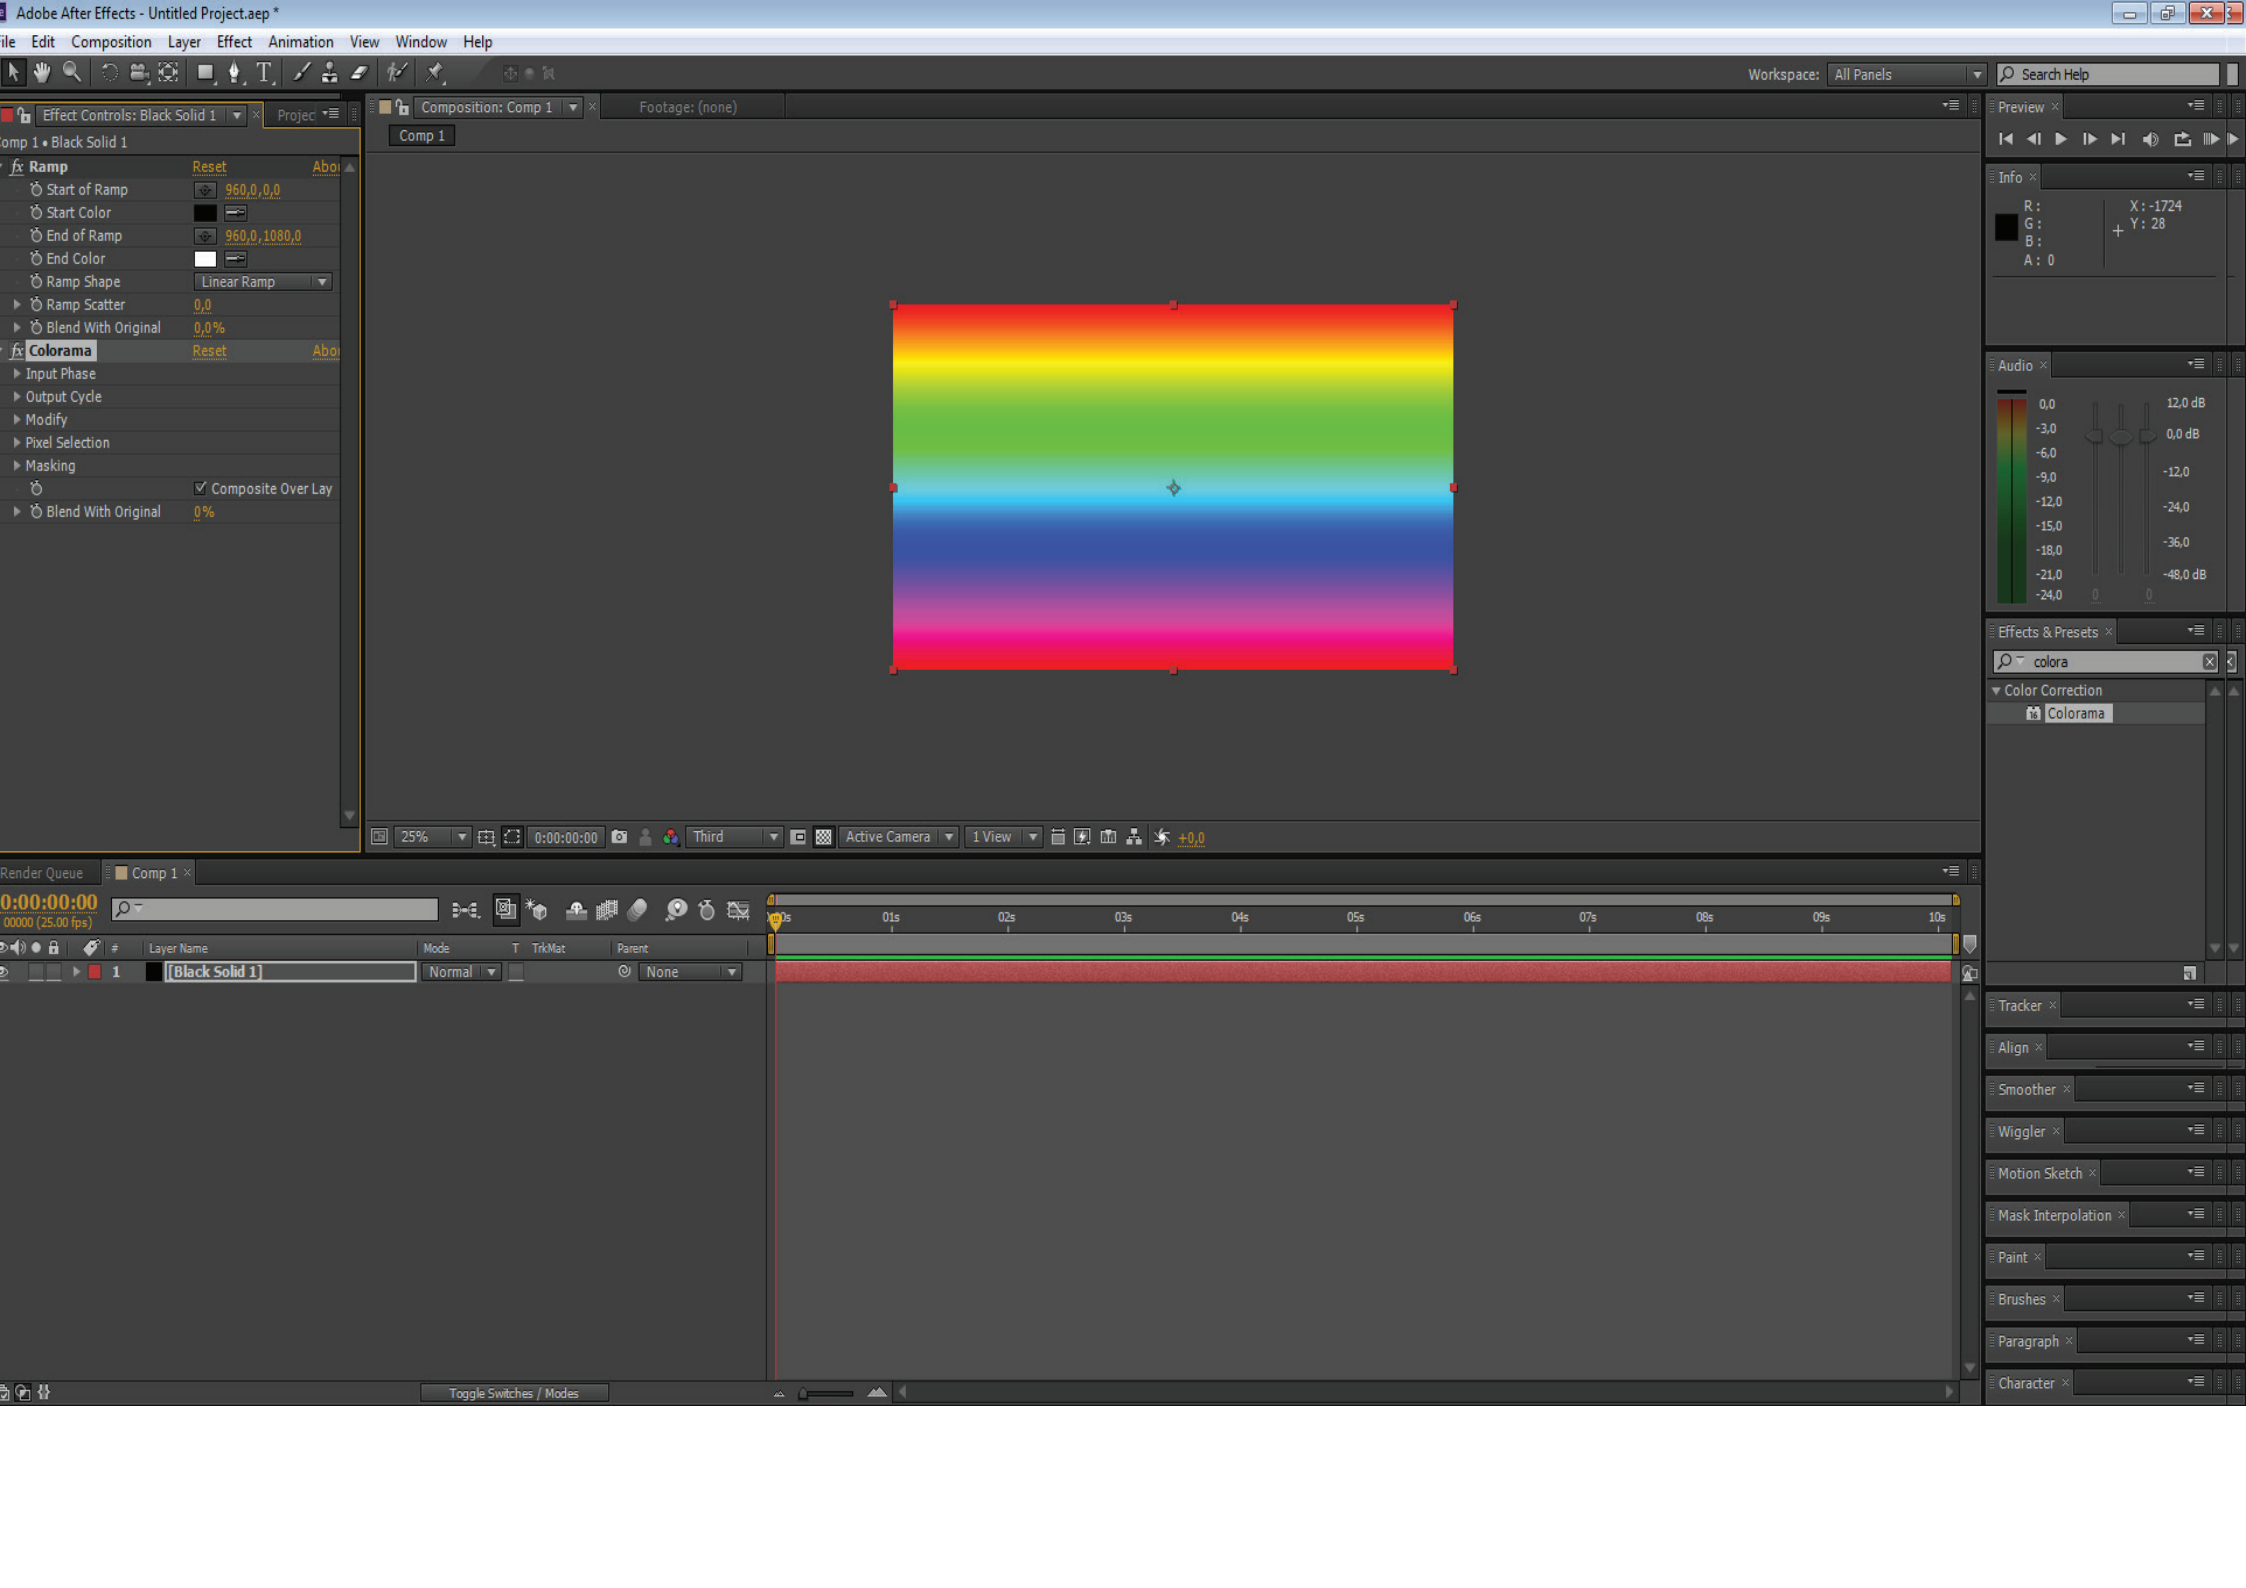 Adobe After Effects - Untitled Project.aep *
ile Edit Composition Layer Effect Animation View Window Help
Workspace: All Panels
Search Help
Effect Controls: Black Solid 1
Projec
omp 1 • Black Solid 1
fx Ramp Reset Abo
Start of Ramp 960,0,0,0
Start Color
End of Ramp 960,0,1080,0
End Color
Ramp Shape Linear Ramp
Ramp Scatter 0,0
Blend With Original 0,0%
fx Colorama Reset Abo
Input Phase
Output Cycle
Modify
Pixel Selection
Masking
Composite Over Lay
Blend With Original 0%
Composition: Comp 1
Footage: (none)
Comp 1
25% 0:00:00:00 Third Active Camera 1 View +0,0
Preview
Info
R: X: -1724
G: Y: 28
B:
A: 0
Audio
0,0 12,0 dB
-3,0 0,0 dB
-6,0
-9,0 -12,0
-12,0 -24,0
-15,0
-18,0 -36,0
-21,0 -48,0 dB
-24,0 0 0
Effects & Presets
colora
Color Correction
16 Colorama
Tracker
Align
Smoother
Wiggler
Motion Sketch
Mask Interpolation
Paint
Brushes
Paragraph
Character
Render Queue Comp 1
0:00:00:00
00000 (25.00 fps)
01s 02s 03s 04s 05s 06s 07s 08s 09s 10s
# Layer Name Mode T TrkMat Parent
1 [Black Solid 1] Normal None
Toggle Switches / Modes